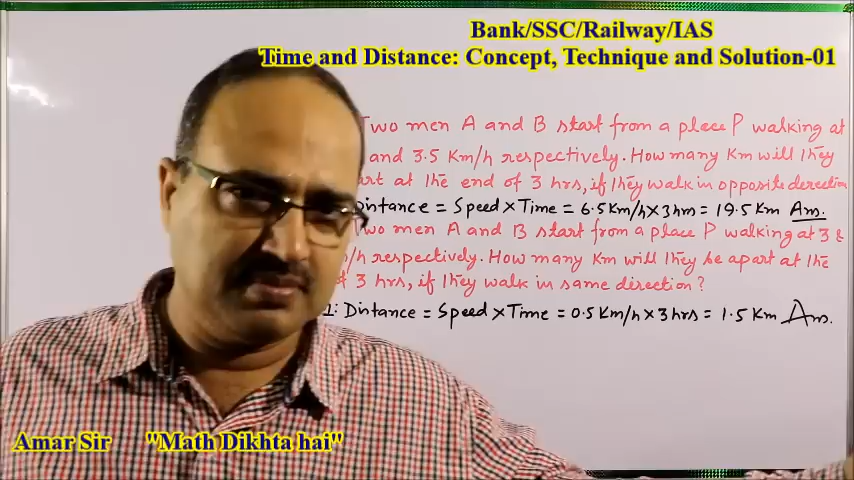 Bank/SSC/Railway/IAS
Time and Distance: Concept, Technique and Solution-01
Two men A and B start from a place P walking at
and 3.5 Km/h respectively. How many Km will they
at the end of 3 hrs, if they walk in opposite derection
Distance = Speed × Time = 6.5 Km/h × 3 hrs = 19.5 Km Ans.
Two men A and B start from a place P walking at 3 &
respectively. How many Km will they be apart at the
3 hrs, if they walk in same derection?
1: Distance = Speed × Time = 0.5 Km/h × 3 hrs = 1.5 Km Ans.
Amar Sir "Math Dikhta hai"